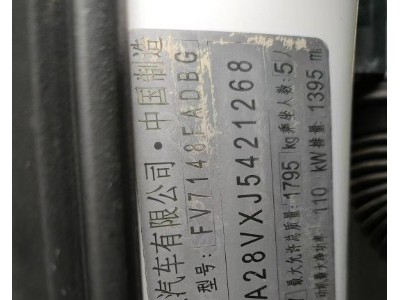 汽车有限公司·中国制造
型号: FV7148FADBG
A28VXJ5421268
最大允许总质量: 1795 kg 乘坐人数: 5人
110 kW 排量: 1395 m